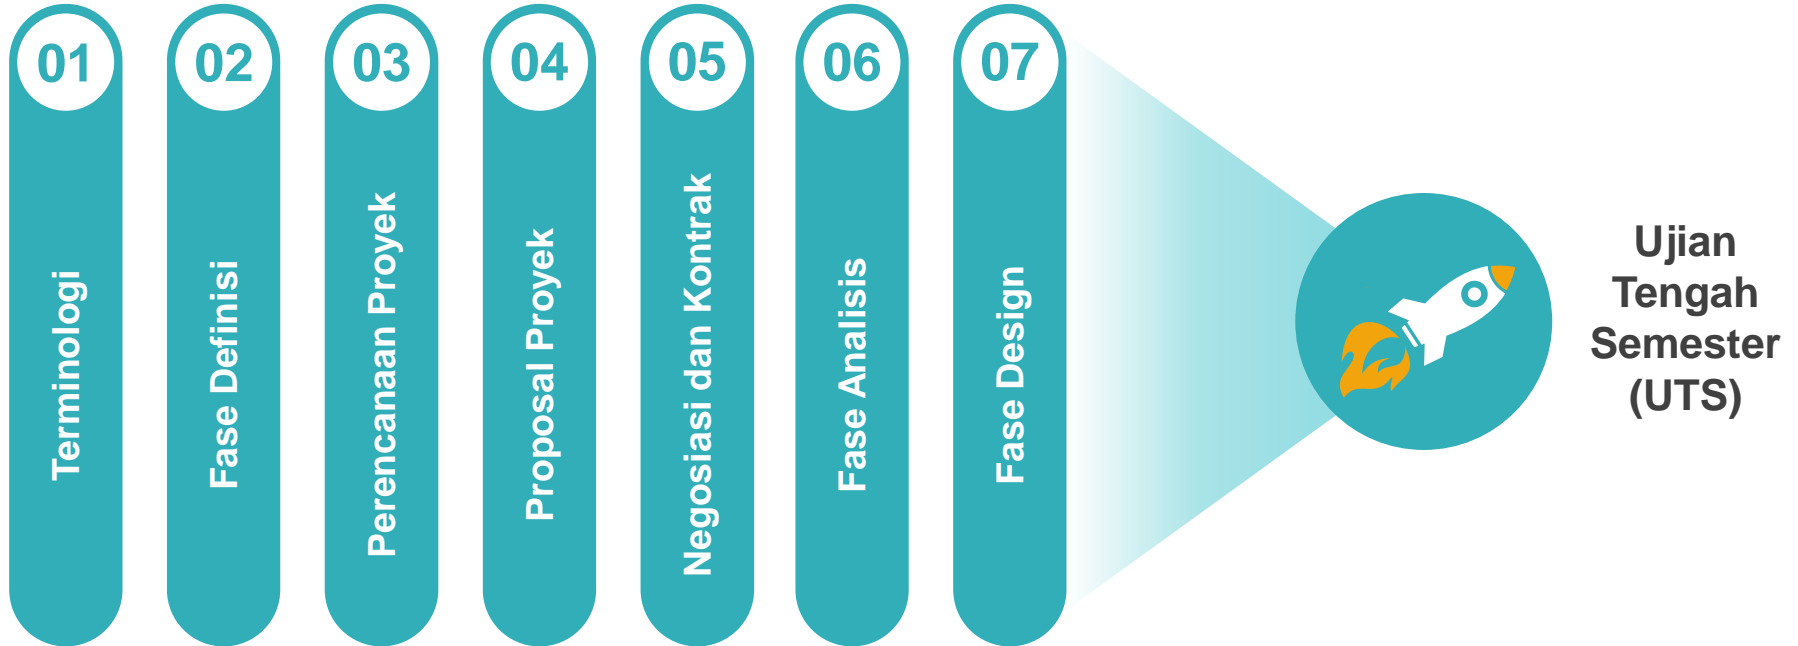 01
Terminologi
02
Fase Definisi
03
Perencanaan Proyek
04
Proposal Proyek
05
Negosiasi dan Kontrak
06
Fase Analisis
07
Fase Design
Ujian
Tengah
Semester
(UTS)